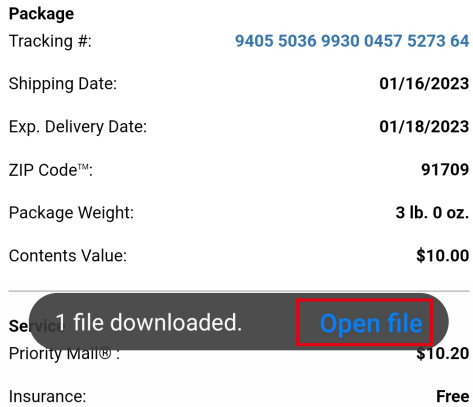 Package
Tracking #: 9405 5036 9930 0457 5273 64
Shipping Date: 01/16/2023
Exp. Delivery Date: 01/18/2023
ZIP Code™: 91709
Package Weight: 3 lb. 0 oz.
Contents Value: $10.00
Service
1 file downloaded. Open file
Priority Mail® : $10.20
Insurance: Free